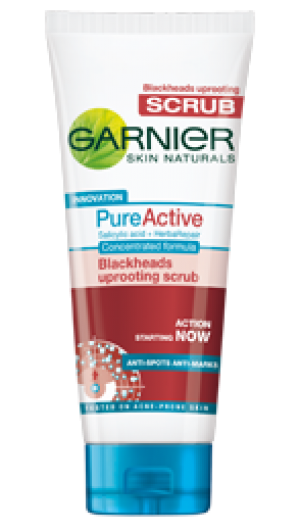 Blackheads uprooting
SCRUB
GARNIER
SKIN NATURALS
INNOVATION
PureActive
Salicylic acid + HerbaRepair
Concentrated formula
Blackheads
uprooting scrub
ACTION
STARTING NOW
ANTI-SPOTS ANTI-MARKS
TESTED ON ACNE-PRONE SKIN